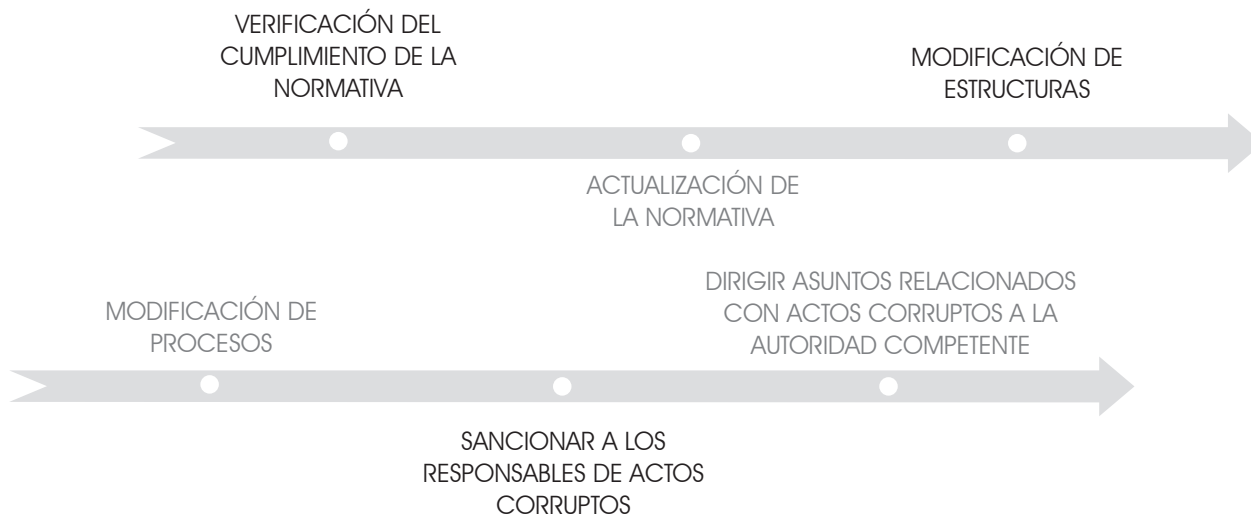 VERIFICACIÓN DEL
CUMPLIMIENTO DE LA
NORMATIVA
ACTUALIZACIÓN DE
LA NORMATIVA
MODIFICACIÓN DE
ESTRUCTURAS
MODIFICACIÓN DE
PROCESOS
SANCIONAR A LOS
RESPONSABLES DE ACTOS
CORRUPTOS
DIRIGIR ASUNTOS RELACIONADOS
CON ACTOS CORRUPTOS A LA
AUTORIDAD COMPETENTE